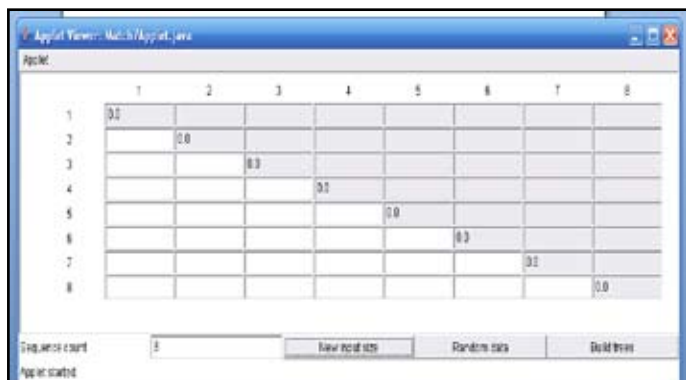 Applet Viewer: Match/Applet.java
Applet
1 2 3 4 5 6 7 8
1 0.0
2 0.0
3 0.0
4 0.0
5 0.0
6 0.0
7 0.0
8 0.0
Sequence count 8 New input size Random data Build trees
Applet started